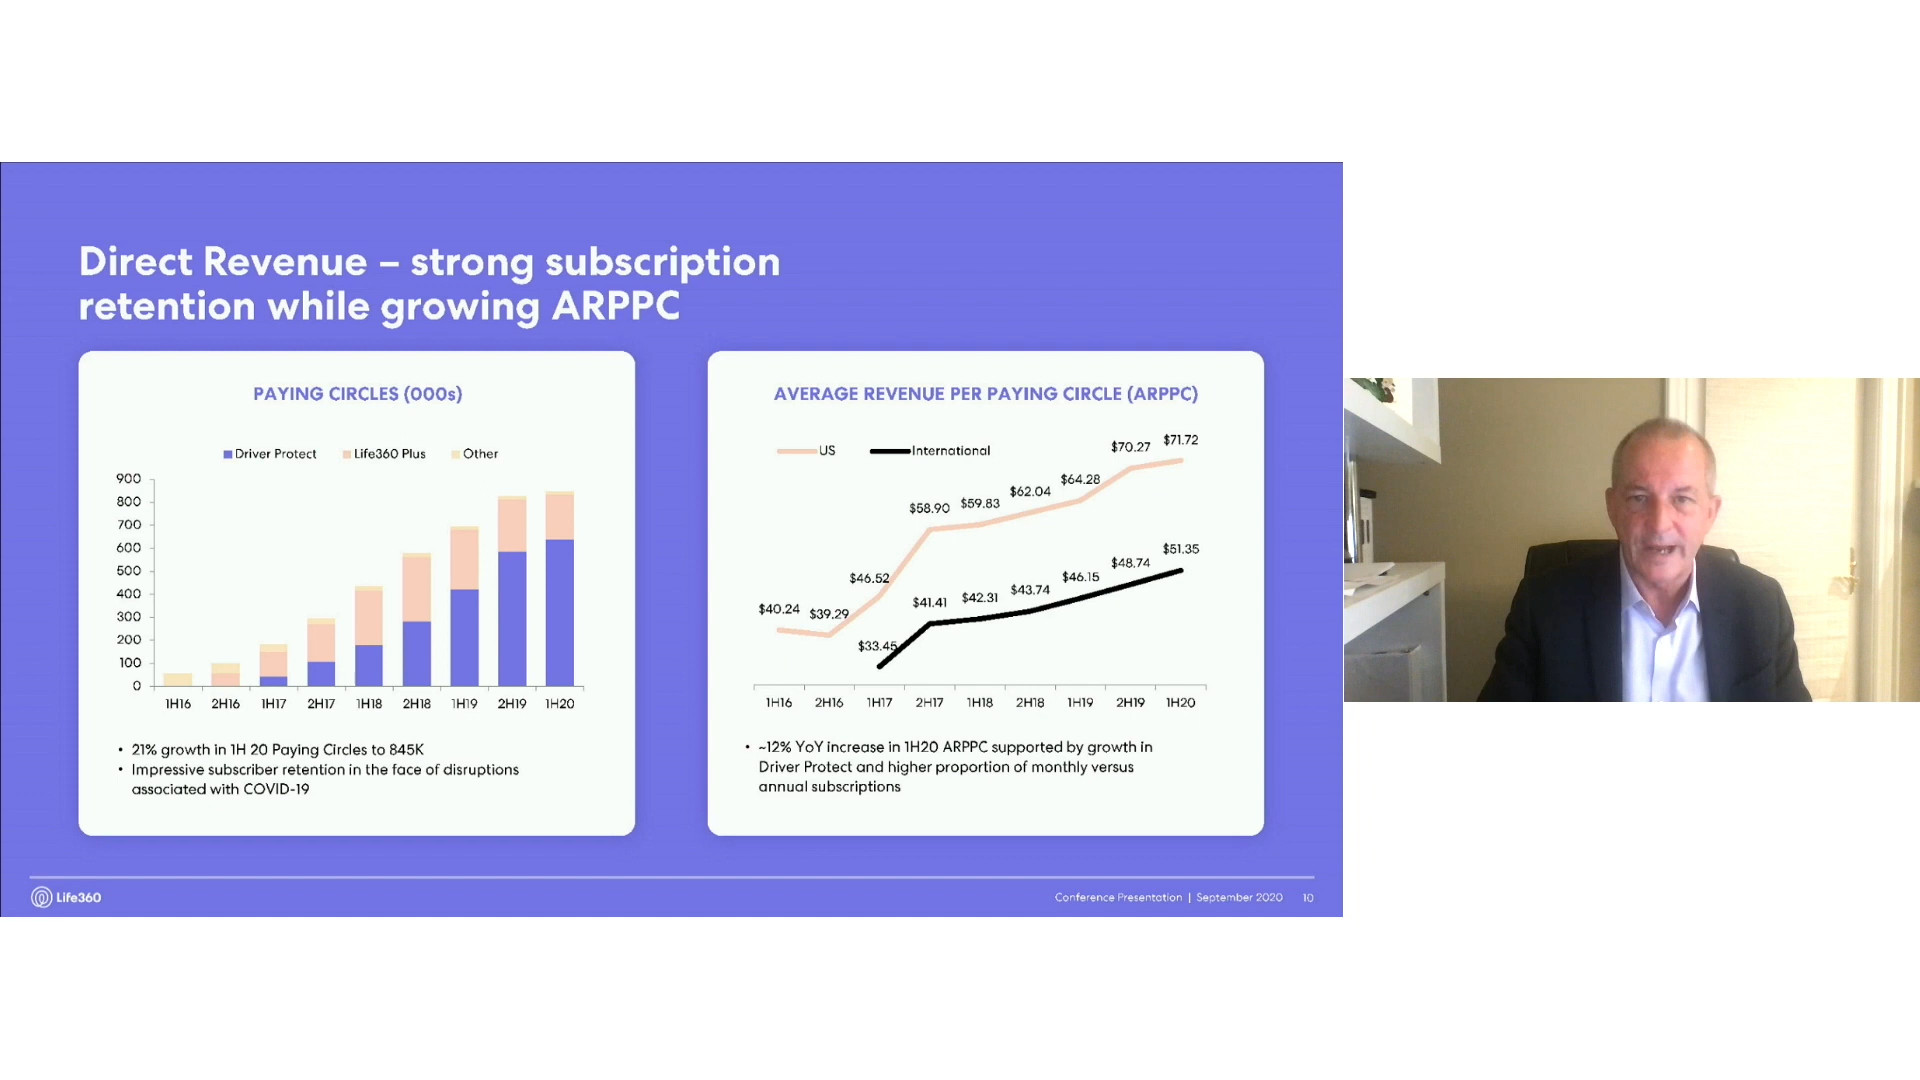 Direct Revenue – strong subscription
retention while growing ARPPC
PAYING CIRCLES (000s)
Driver Protect Life360 Plus Other
900
800
700
600
500
400
300
200
100
0
1H16 2H16 1H17 2H17 1H18 2H18 1H19 2H19 1H20
• 21% growth in 1H 20 Paying Circles to 845K
• Impressive subscriber retention in the face of disruptions
associated with COVID-19
AVERAGE REVENUE PER PAYING CIRCLE (ARPPC)
US International
$40.24 $39.29 $46.52 $58.90 $59.83 $62.04 $64.28 $70.27 $71.72
$33.45 $41.41 $42.31 $43.74 $46.15 $48.74 $51.35
1H16 2H16 1H17 2H17 1H18 2H18 1H19 2H19 1H20
• ~12% YoY increase in 1H20 ARPPC supported by growth in
Driver Protect and higher proportion of monthly versus
annual subscriptions
Life360
Conference Presentation | September 2020 10